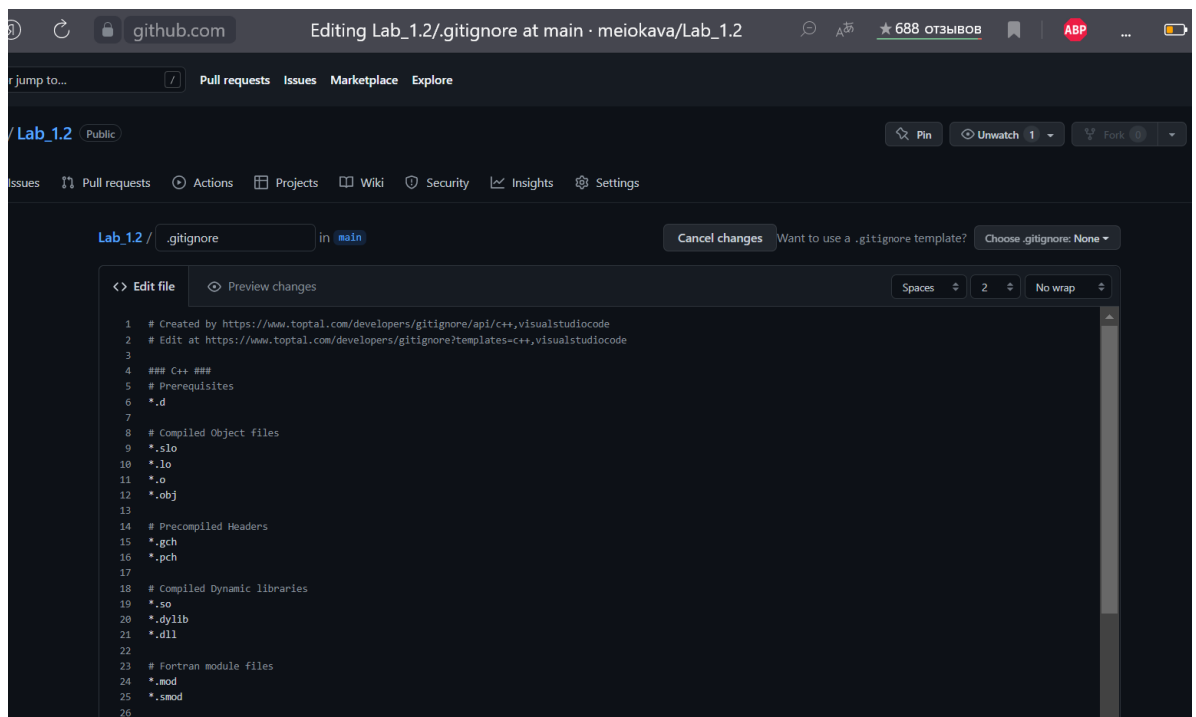 Я github.com Editing Lab_1.2/.gitignore at main · meiokava/Lab_1.2 Aあ ★ 688 отзывов ABP ...
r jump to... / Pull requests Issues Marketplace Explore
/ Lab_1.2 Public Pin Unwatch 1 Fork 0
Issues Pull requests Actions Projects Wiki Security Insights Settings
Lab_1.2 / .gitignore in main Cancel changes Want to use a .gitignore template? Choose .gitignore: None
<> Edit file Preview changes Spaces 2 No wrap
1 # Created by https://www.toptal.com/developers/gitignore/api/c++,visualstudiocode
2 # Edit at https://www.toptal.com/developers/gitignore?templates=c++,visualstudiocode
3
4 ### C++ ###
5 # Prerequisites
6 *.d
7
8 # Compiled Object files
9 *.slo
10 *.lo
11 *.o
12 *.obj
13
14 # Precompiled Headers
15 *.gch
16 *.pch
17
18 # Compiled Dynamic libraries
19 *.so
20 *.dylib
21 *.dll
22
23 # Fortran module files
24 *.mod
25 *.smod
26